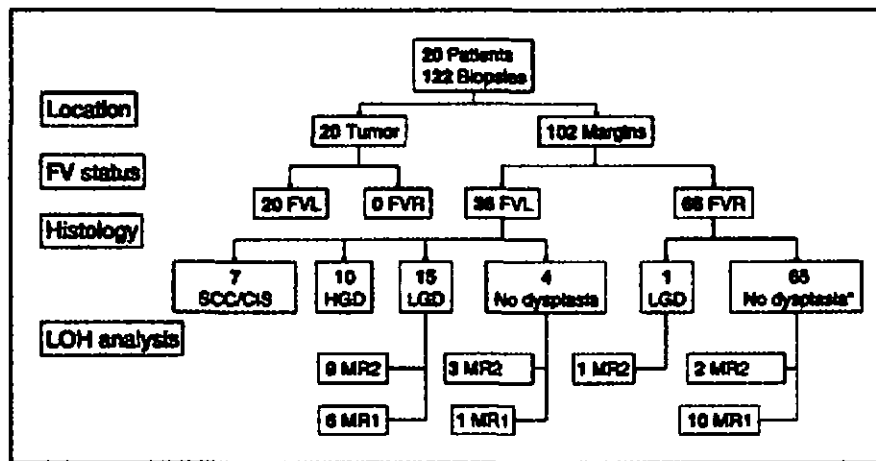 20 Patients
122 Biopsies
Location
20 Tumor
102 Margins
FV status
20 FVL
0 FVR
36 FVL
66 FVR
Histology
7
SCC/CIS
10
HGD
15
LGD
4
No dysplasia
1
LGD
65
No dysplasia*
LOH analysis
9 MR2
3 MR2
1 MR2
2 MR2
6 MR1
1 MR1
10 MR1